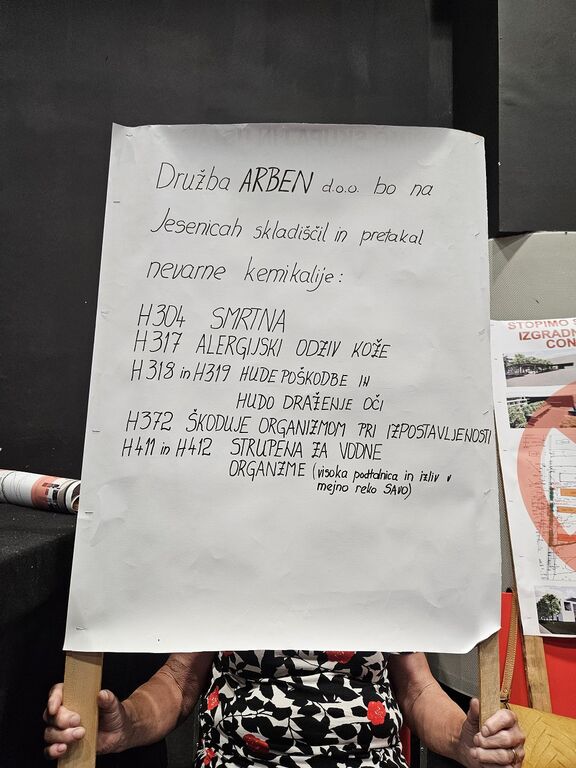 Družba ARBEN d.o.o. bo na
Jesenicah skladiščil in pretakal
nevarne kemikalije:
H304 SMRTNA
H317 ALERGIJSKI ODZIV KOŽE
H318 in H319 HUDE POŠKODBE IN
HUDO DRAŽENJE OČI
H372 ŠKODUJE ORGANIZMOM PRI IZPOSTAVLJENOSTI
H411 in H412 STRUPENA ZA VODNE
ORGANIZME (visoka podtalnica in izliv v
mejno reko SAVO)
STOPIMO
IZGRADN
CON